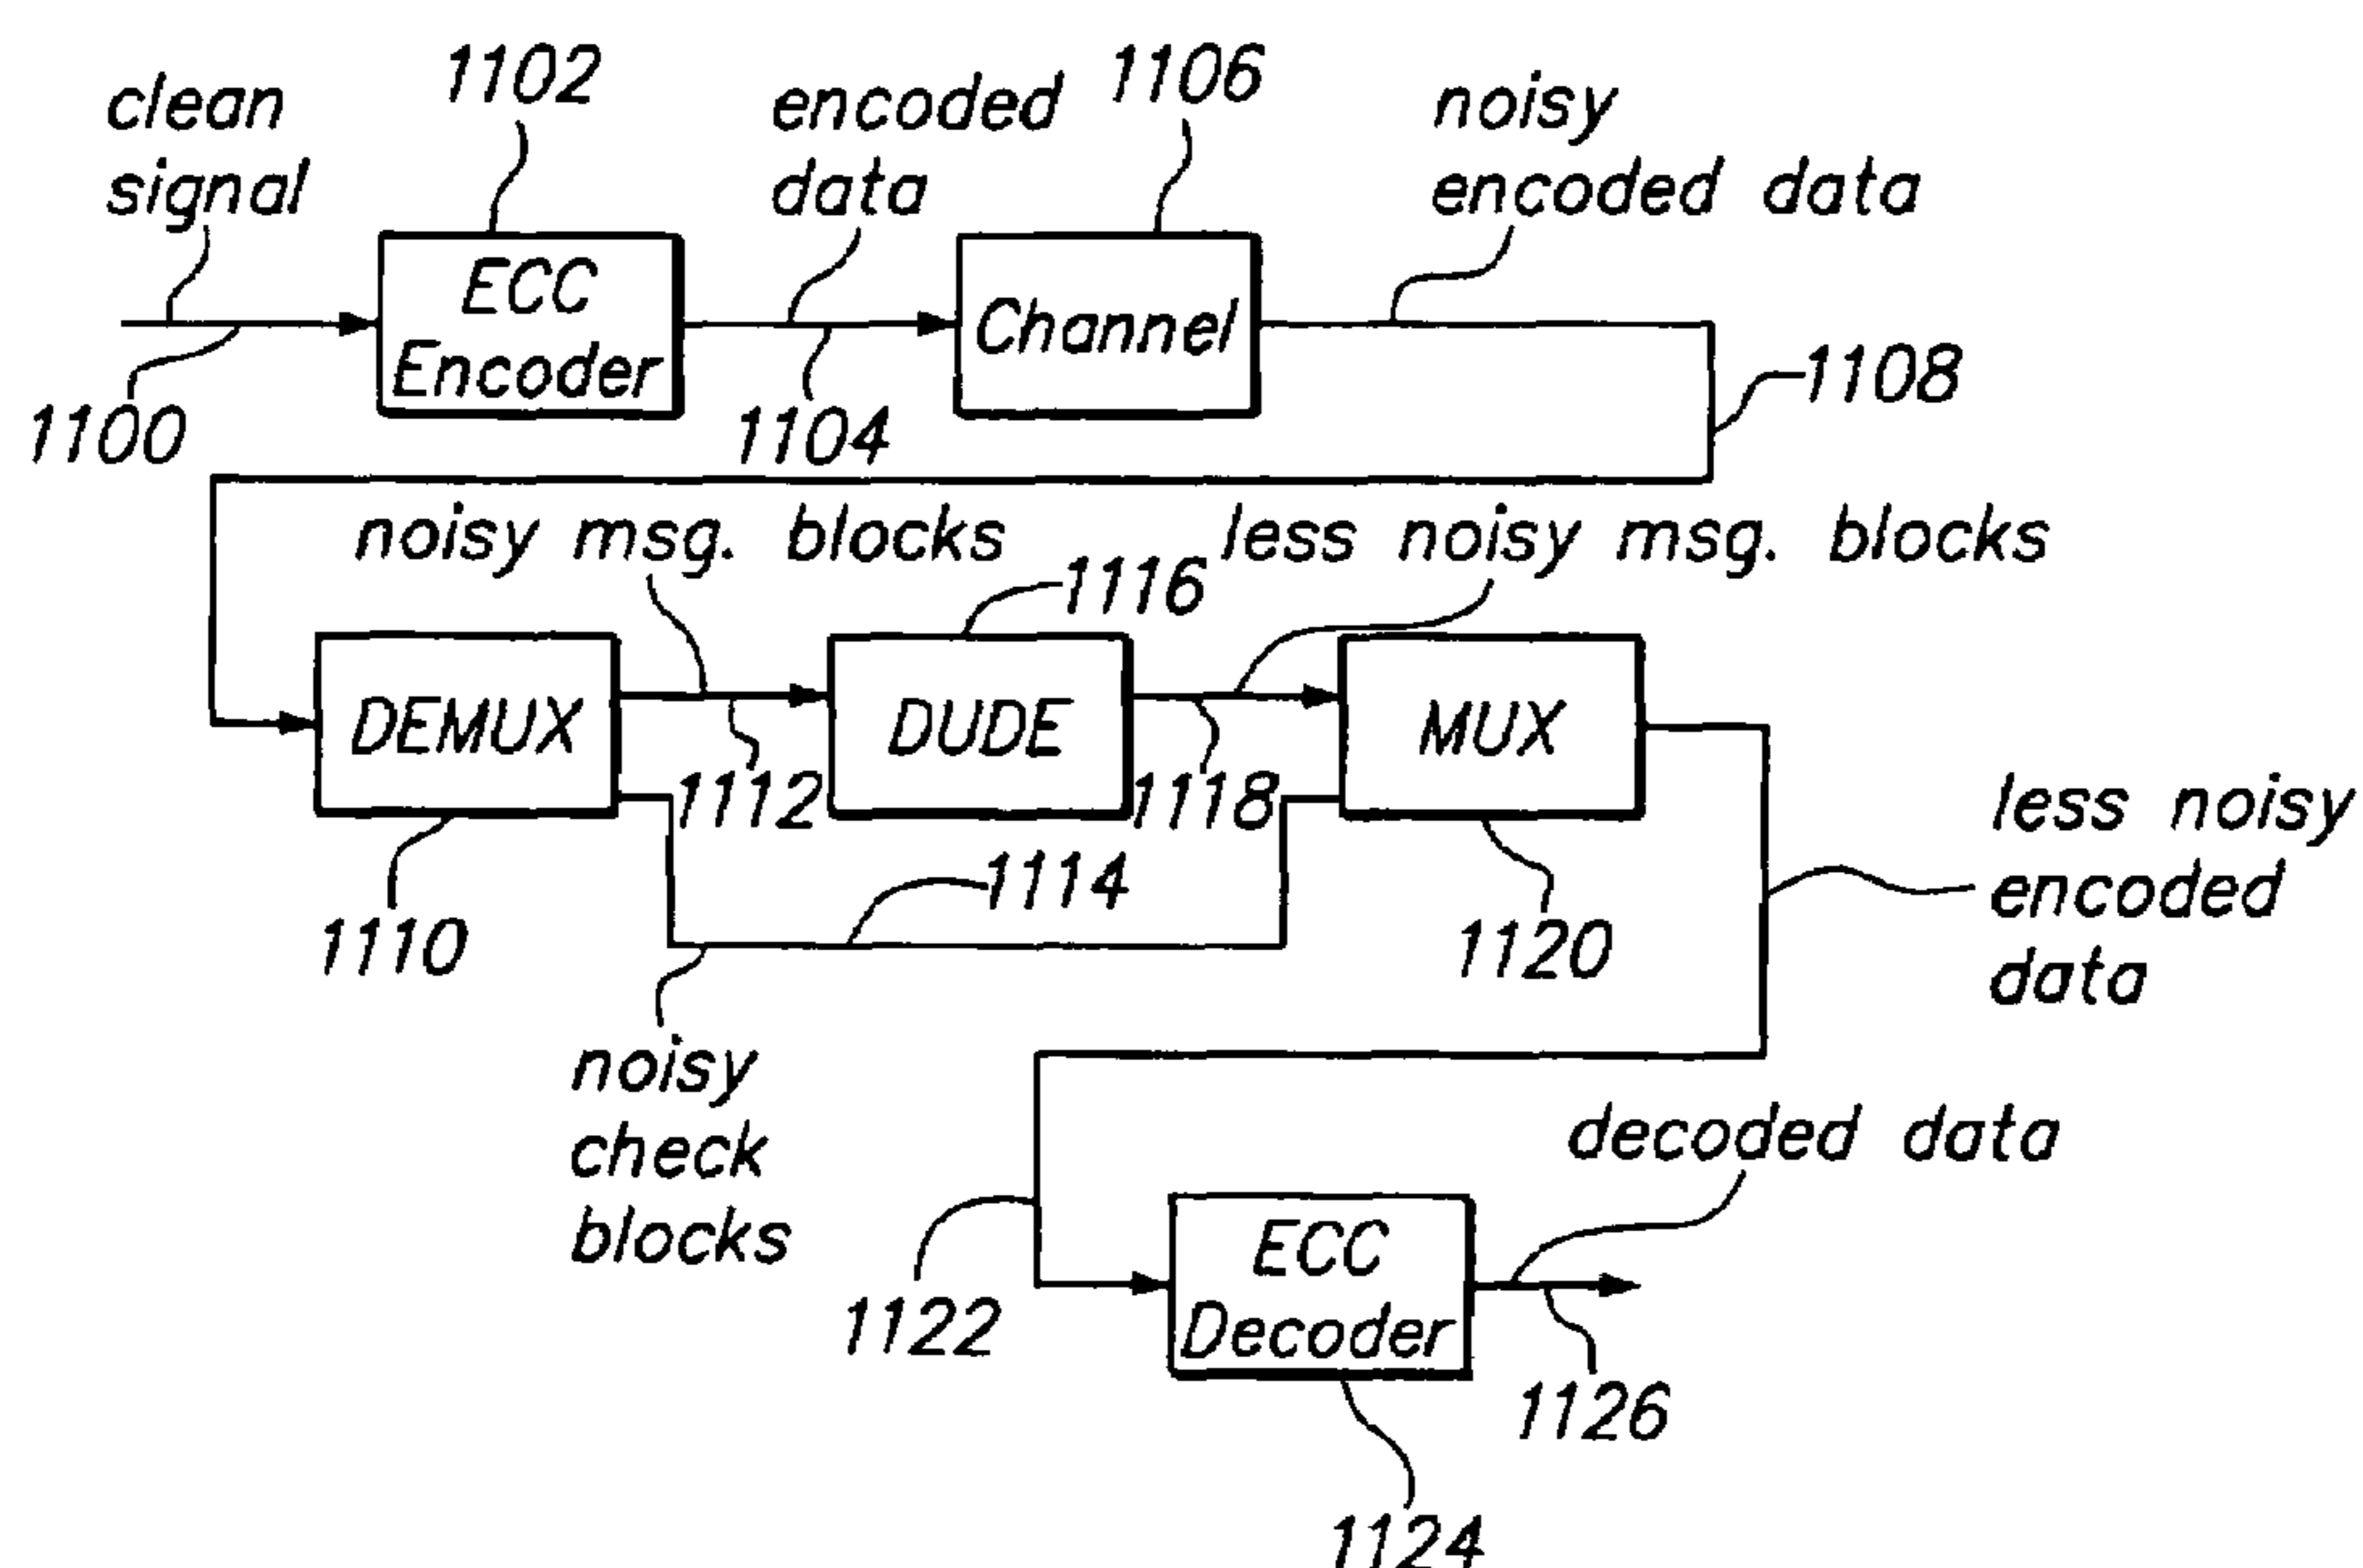 clean
signal
1102
encoded
data
1106
noisy
encoded data
ECC
Encoder
Channel
1100
1104
1108
noisy msg. blocks
less noisy msg. blocks
1116
DEMUX
DUDE
MUX
1112
1118
less noisy
encoded
data
1114
1110
1120
noisy
check
blocks
decoded data
ECC
Decoder
1122
1126
1124